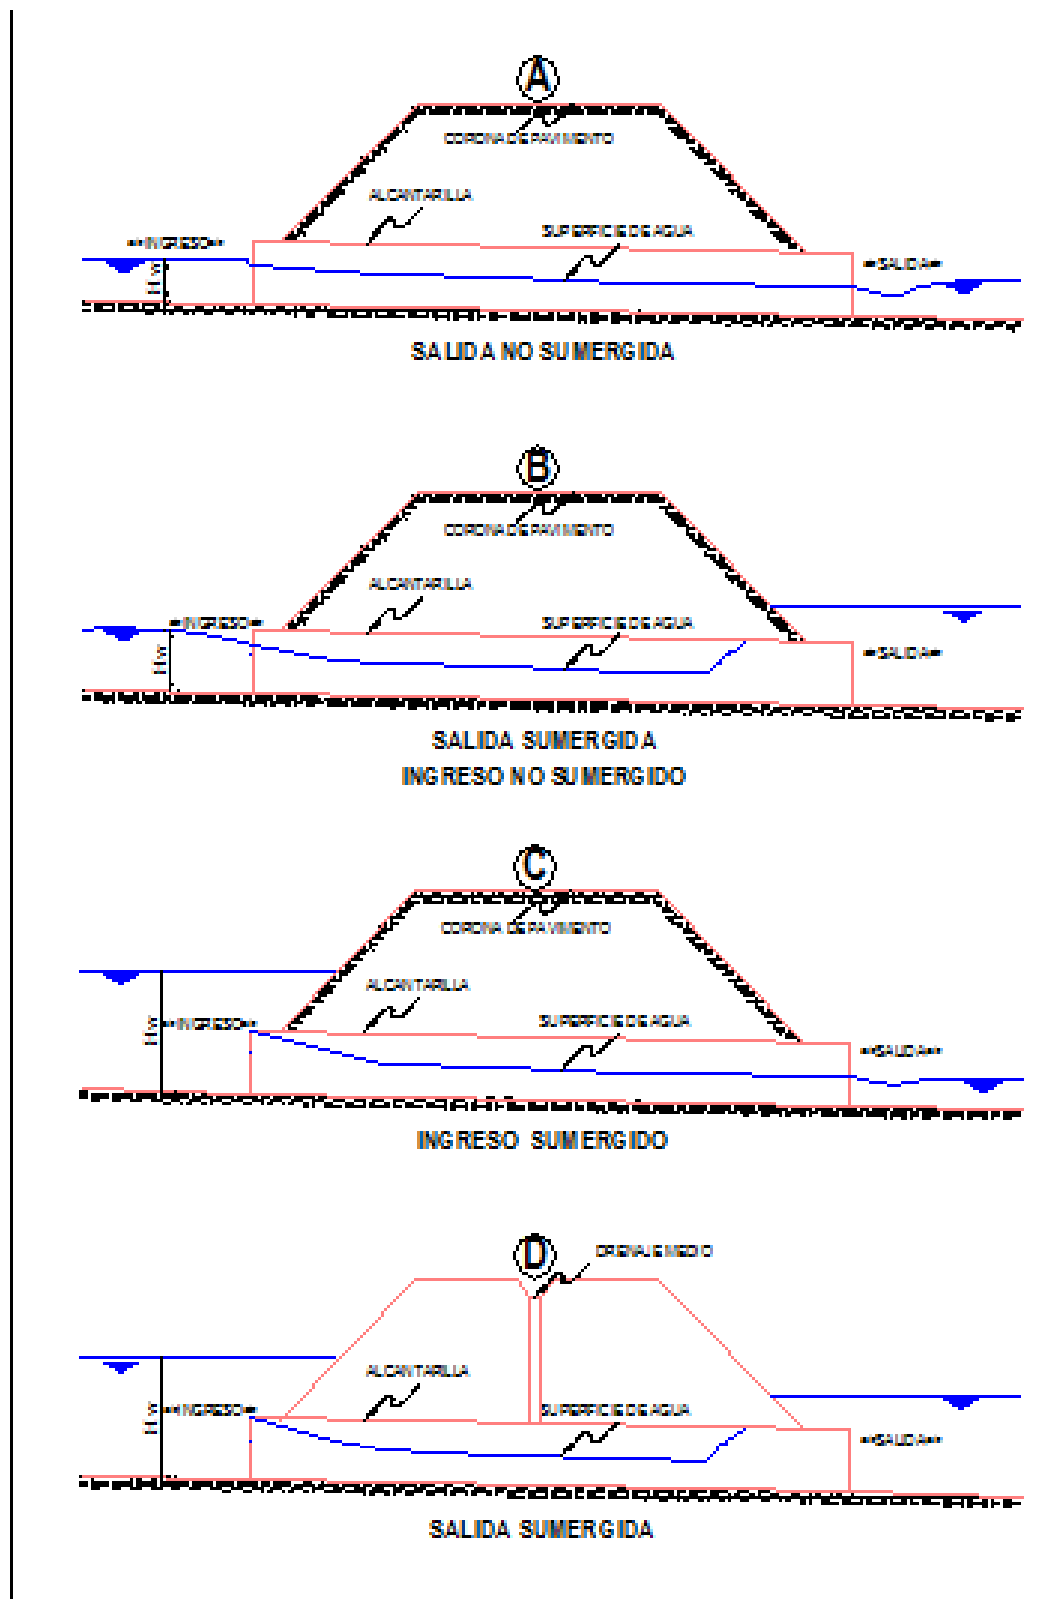 A
CORONA DE PAVIMENTO
ALCANTARILLA
SUPERFICIE DE AGUA
**INGRESO**
**SALIDA**
Hw
SALIDA NO SUMERGIDA
B
CORONA DE PAVIMENTO
ALCANTARILLA
**INGRESO**
SUPERFICIE DE AGUA
**SALIDA**
Hw
SALIDA SUMERGIDA
INGRESO NO SUMERGIDO
C
CORONA DE PAVIMENTO
ALCANTARILLA
**INGRESO**
SUPERFICIE DE AGUA
**SALIDA**
Hw
INGRESO SUMERGIDO
D
DRENAJE MEDIO
ALCANTARILLA
**INGRESO**
SUPERFICIE DE AGUA
**SALIDA**
Hw
SALIDA SUMERGIDA